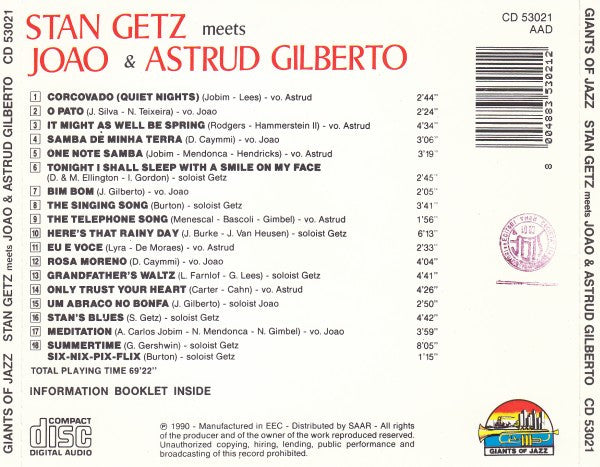 STAN GETZ meets
JOAO & ASTRUD GILBERTO
CD 53021
AAD
0004883 530212
8
1 CORCOVADO (QUIET NIGHTS) (Jobim - Lees) - vo. Astrud 2'44"
2 O PATO (J. Silva - N. Teixeira) - vo. Joao 2'24"
3 IT MIGHT AS WELL BE SPRING (Rodgers - Hammerstein II) - vo. Astrud 4'34"
4 SAMBA DE MINHA TERRA (D. Caymmi) - vo. Joao 3'06"
5 ONE NOTE SAMBA (Jobim - Mendonca - Hendricks) - vo. Astrud 3'19"
6 TONIGHT I SHALL SLEEP WITH A SMILE ON MY FACE
(D. & M. Ellington - I. Gordon) - soloist Getz 2'45"
7 BIM BOM (J. Gilberto) - vo. Joao 2'05"
8 THE SINGING SONG (Burton) - soloist Getz 3'41"
9 THE TELEPHONE SONG (Menescal - Bascoli - Gimbel) - vo. Astrud 1'56"
10 HERE'S THAT RAINY DAY (J. Burke - J. Van Heusen) - soloist Getz 6'13"
11 EU E VOCE (Lyra - De Moraes) - vo. Astrud 2'33"
12 ROSA MORENO (D. Caymmi) - vo. Joao 4'04"
13 GRANDFATHER'S WALTZ (L. Farnlof - G. Lees) - soloist Getz 4'41"
14 ONLY TRUST YOUR HEART (Carter - Cahn) - vo. Astrud 4'26"
15 UM ABRACO NO BONFA (J. Gilberto) - soloist Joao 2'50"
16 STAN'S BLUES (S. Getz) - soloist Getz 4'42"
17 MEDITATION (A. Carlos Jobim - N. Mendonca - N. Gimbel) - vo. Joao 3'59"
18 SUMMERTIME (G. Gershwin) - soloist Getz 8'05"
SIX-NIX-PIX-FLIX (Burton) - soloist Getz 1'15"
TOTAL PLAYING TIME 69'22"
INFORMATION BOOKLET INSIDE
COMPACT
disc
DIGITAL AUDIO
℗ 1990 - Manufactured in EEC - Distributed by SAAR - All rights
of the producer and of the owner of the work reproduced reserved.
Unauthorized copying, hiring, lending, public performance and
broadcasting of this record prohibited.
GIANTS OF JAZZ
GIANTS OF JAZZ STAN GETZ meets JOAO & ASTRUD GILBERTO CD 53021
GIANTS OF JAZZ STAN GETZ meets JOAO & ASTRUD GILBERTO CD 53021